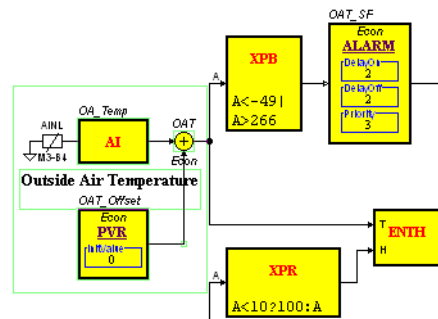 OAT_SF
Econ
ALARM
DelayOn
2
DelayOff
2
Priority
3
XPB
A
A<-49|
A>266
OA_Temp
OAT
AINL
AI
M3-B4
Econ
Outside Air Temperature
OAT_Offset
Econ
PVR
InitValue
0
T
ENTH
H
XPR
A
A<10?100:A